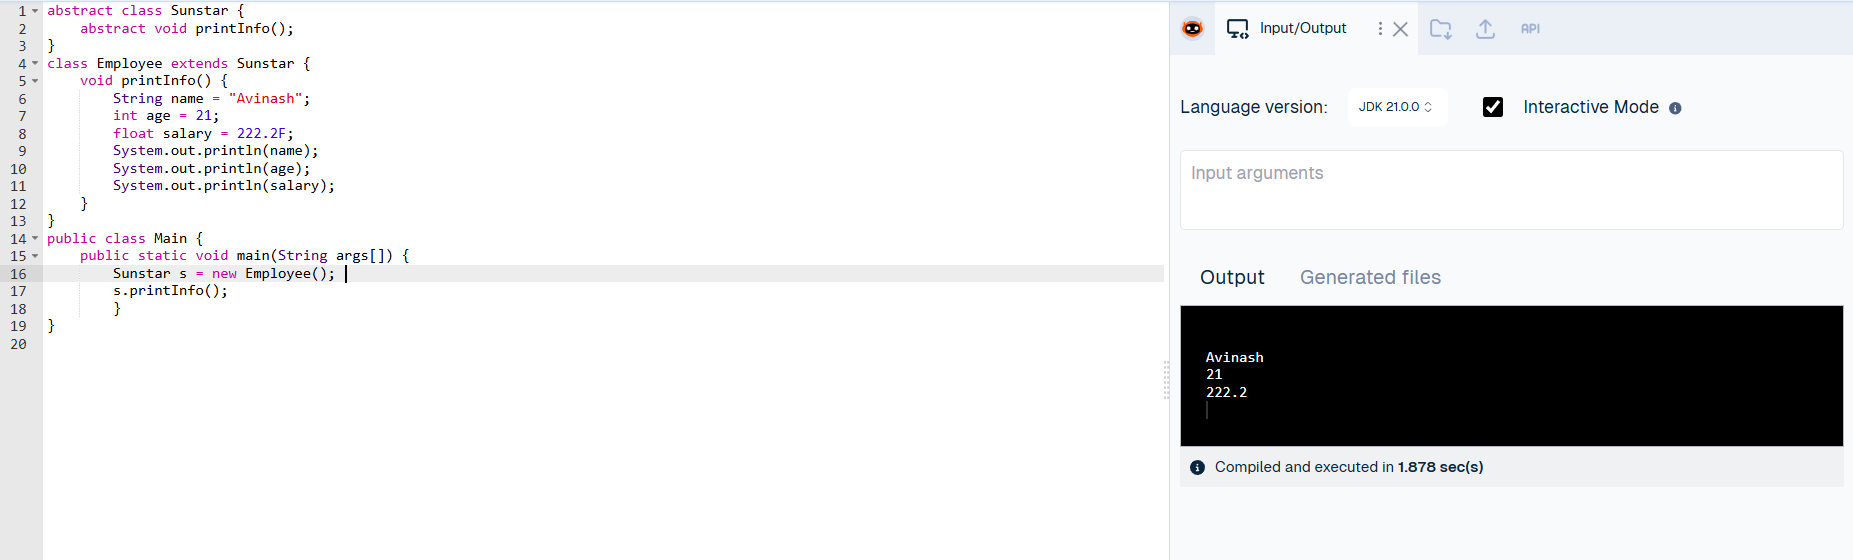 1 abstract class Sunstar {
2     abstract void printInfo();
3 }
4 class Employee extends Sunstar {
5     void printInfo() {
6         String name = "Avinash";
7         int age = 21;
8         float salary = 222.2F;
9         System.out.println(name);
10         System.out.println(age);
11         System.out.println(salary);
12     }
13 }
14 public class Main {
15     public static void main(String args[]) {
16         Sunstar s = new Employee();
17         s.printInfo();
18         }
19 }
20
Input/Output
API
Language version: JDK 21.0.0 Interactive Mode
Input arguments
Output Generated files
Avinash
21
222.2
Compiled and executed in 1.878 sec(s)